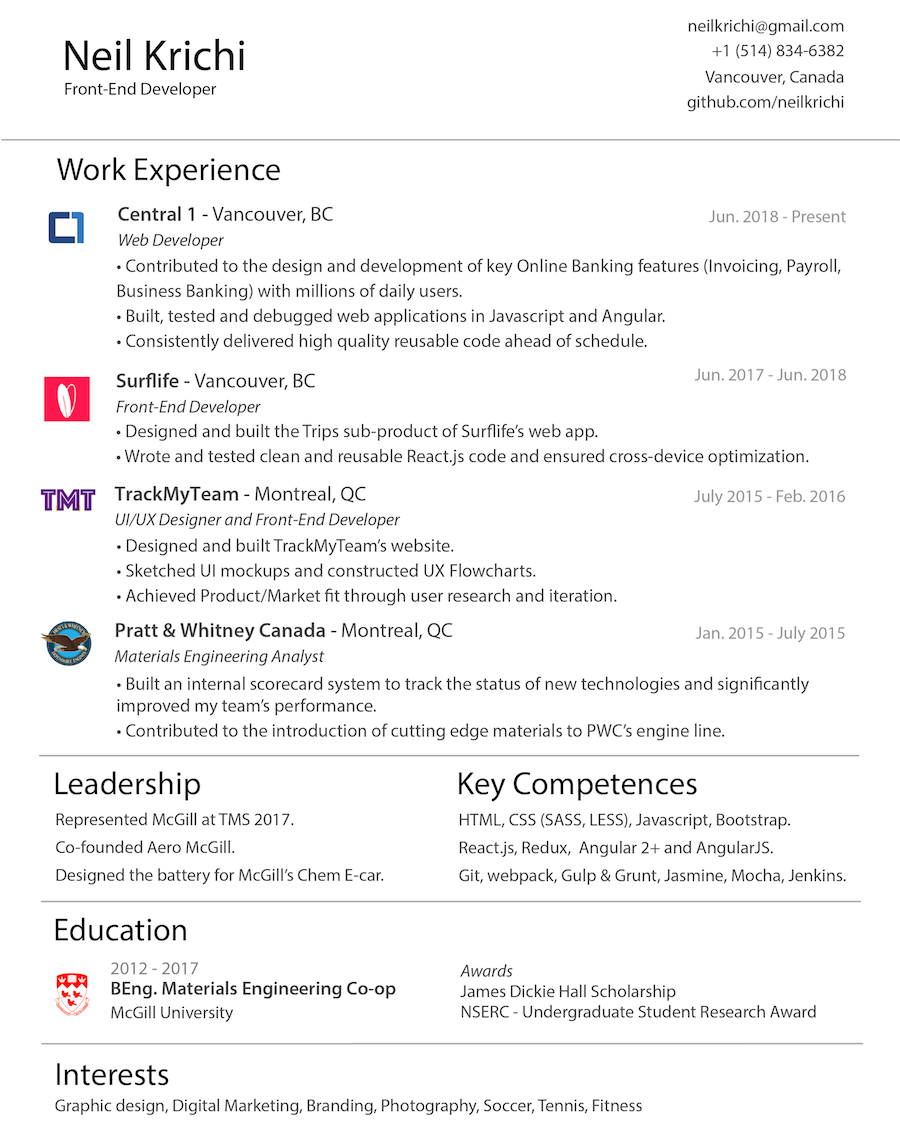 Neil Krichi
Front-End Developer
neilkrichi@gmail.com
+1 (514) 834-6382
Vancouver, Canada
github.com/neilkrichi
Work Experience
Central 1 - Vancouver, BC
Jun. 2018 - Present
Web Developer
• Contributed to the design and development of key Online Banking features (Invoicing, Payroll,
Business Banking) with millions of daily users.
• Built, tested and debugged web applications in Javascript and Angular.
• Consistently delivered high quality reusable code ahead of schedule.
Surflife - Vancouver, BC
Jun. 2017 - Jun. 2018
Front-End Developer
• Designed and built the Trips sub-product of Surflife's web app.
• Wrote and tested clean and reusable React.js code and ensured cross-device optimization.
TMT
TrackMyTeam - Montreal, QC
July 2015 - Feb. 2016
UI/UX Designer and Front-End Developer
• Designed and built TrackMyTeam's website.
• Sketched UI mockups and constructed UX Flowcharts.
• Achieved Product/Market fit through user research and iteration.
Pratt & Whitney Canada - Montreal, QC
Jan. 2015 - July 2015
Materials Engineering Analyst
• Built an internal scorecard system to track the status of new technologies and significantly
improved my team's performance.
• Contributed to the introduction of cutting edge materials to PWC's engine line.
Leadership
Represented McGill at TMS 2017.
Co-founded Aero McGill.
Designed the battery for McGill's Chem E-car.
Key Competences
HTML, CSS (SASS, LESS), Javascript, Bootstrap.
React.js, Redux,  Angular 2+ and AngularJS.
Git, webpack, Gulp & Grunt, Jasmine, Mocha, Jenkins.
Education
2012 - 2017
BEng. Materials Engineering Co-op
McGill University
Awards
James Dickie Hall Scholarship
NSERC - Undergraduate Student Research Award
Interests
Graphic design, Digital Marketing, Branding, Photography, Soccer, Tennis, Fitness